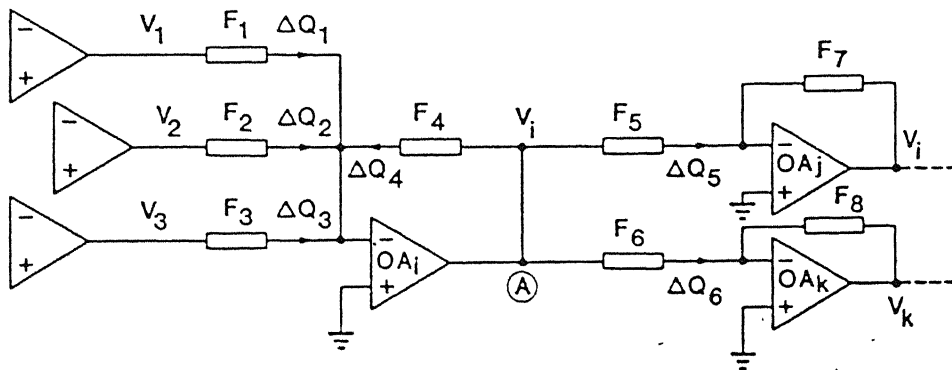 V1 F1 ΔQ1
V2 F2 ΔQ2
V3 F3 ΔQ3
F4 Vi F5
ΔQ4 ΔQ5
F7
OAj Vi
OAi
A
F6 ΔQ6
F8
OAk
Vk